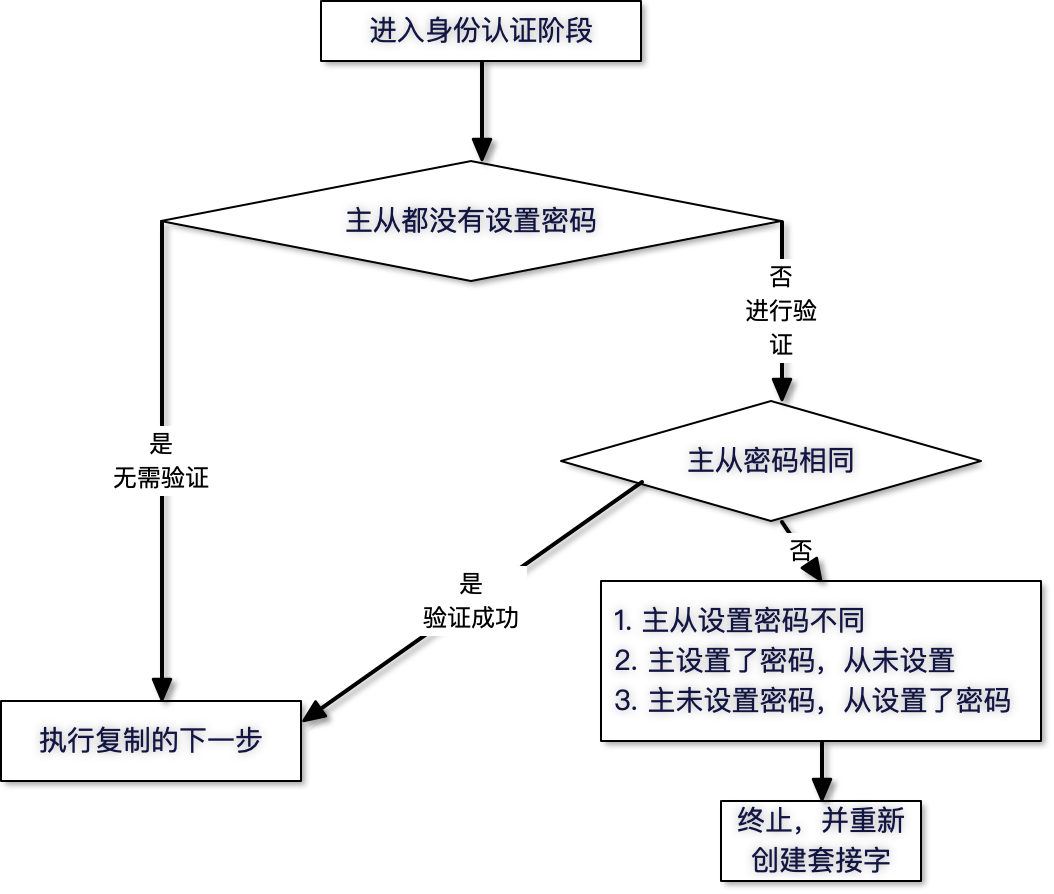 进入身份认证阶段
主从都没有设置密码
否
进行验
证
是
无需验证
主从密码相同
否
是
验证成功
1. 主从设置密码不同
2. 主设置了密码，从未设置
3. 主未设置密码，从设置了密码
执行复制的下一步
终止，并重新
创建套接字